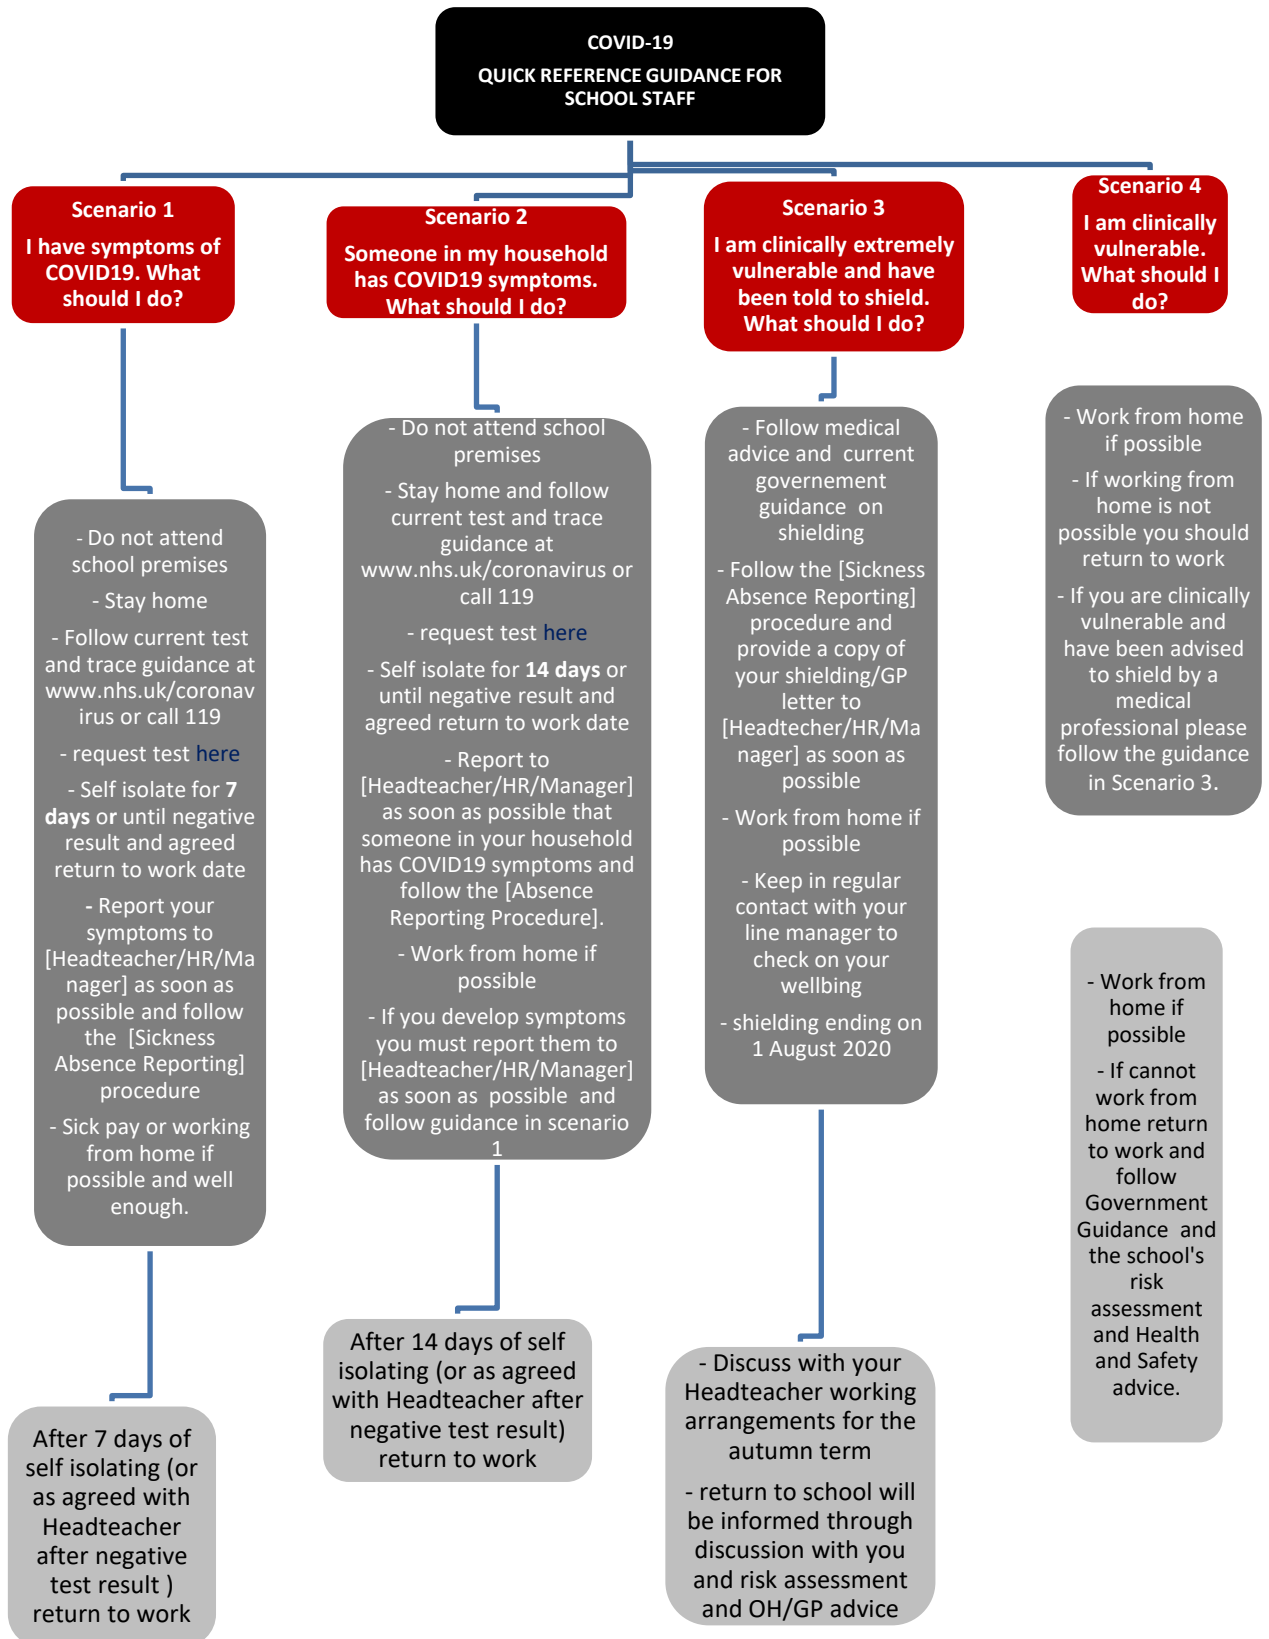 COVID-19
QUICK REFERENCE GUIDANCE FOR
SCHOOL STAFF
Scenario 1
I have symptoms of
COVID19. What
should I do?
- Do not attend
school premises
- Stay home
- Follow current test
and trace guidance at
www.nhs.uk/coronav
irus or call 119
- request test here
- Self isolate for 7
days or until negative
result and agreed
return to work date
- Report your
symptoms to
[Headteacher/HR/Ma
nager] as soon as
possible and follow
the [Sickness
Absence Reporting]
procedure
- Sick pay or working
from home if
possible and well
enough.
After 7 days of
self isolating (or
as agreed with
Headteacher
after negative
test result )
return to work
Scenario 2
Someone in my household
has COVID19 symptoms.
What should I do?
- Do not attend school
premises
- Stay home and follow
current test and trace
guidance at
www.nhs.uk/coronavirus or
call 119
- request test here
- Self isolate for 14 days or
until negative result and
agreed return to work date
- Report to
[Headteacher/HR/Manager]
as soon as possible that
someone in your household
has COVID19 symptoms and
follow the [Absence
Reporting Procedure].
- Work from home if
possible
- If you develop symptoms
you must report them to
[Headteacher/HR/Manager]
as soon as possible and
follow guidance in scenario
1
After 14 days of self
isolating (or as agreed
with Headteacher after
negative test result)
return to work
Scenario 3
I am clinically extremely
vulnerable and have
been told to shield.
What should I do?
- Follow medical
advice and current
governement
guidance on
shielding
- Follow the [Sickness
Absence Reporting]
procedure and
provide a copy of
your shielding/GP
letter to
[Headtecher/HR/Ma
nager] as soon as
possible
- Work from home if
possible
- Keep in regular
contact with your
line manager to
check on your
wellbing
- shielding ending on
1 August 2020
- Discuss with your
Headteacher working
arrangements for the
autumn term
- return to school will
be informed through
discussion with you
and risk assessment
and OH/GP advice
Scenario 4
I am clinically
vulnerable.
What should I
do?
- Work from home
if possible
- If working from
home is not
possible you should
return to work
- If you are clinically
vulnerable and
have been advised
to shield by a
medical
professional please
follow the guidance
in Scenario 3.
- Work from
home if
possible
- If cannot
work from
home return
to work and
follow
Government
Guidance and
the school's
risk
assessment
and Health
and Safety
advice.